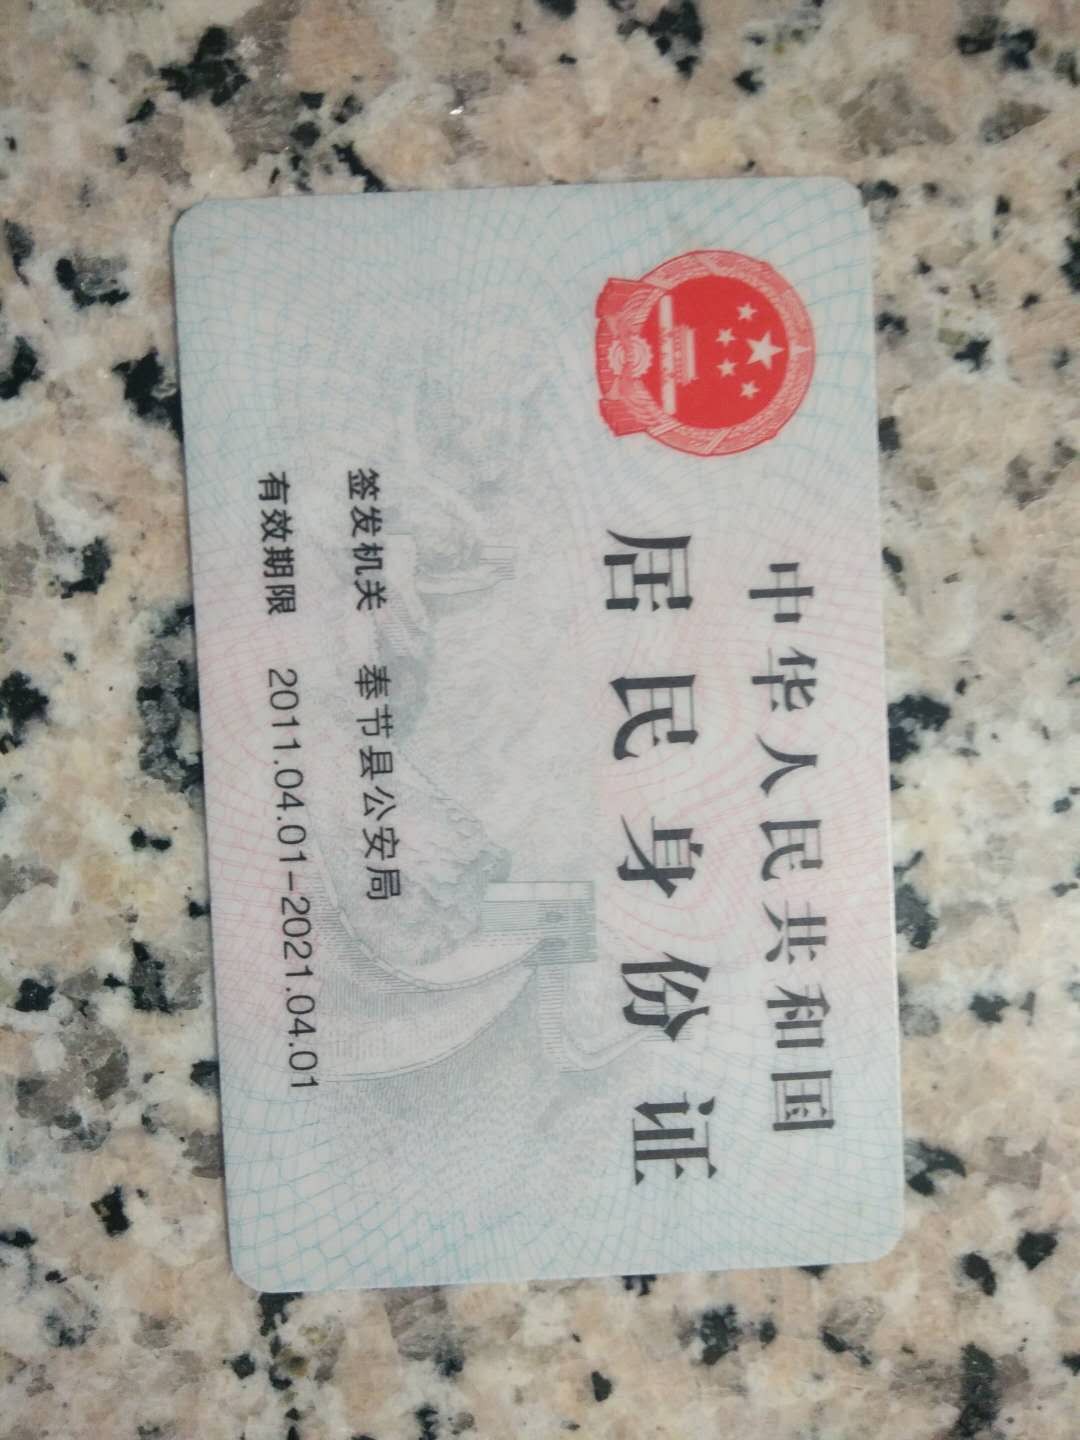 中华人民共和国
居民身份证
签发机关 奉节县公安局
有效期限 2011.04.01-2021.04.01